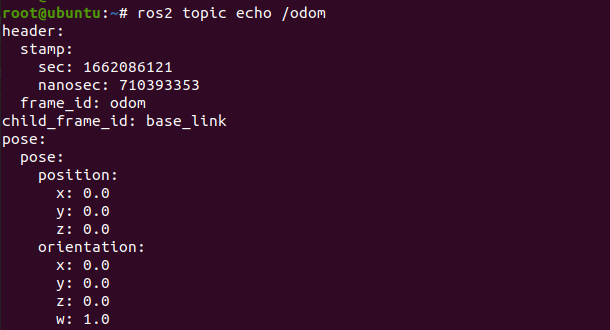 root@ubuntu:~# ros2 topic echo /odom
header:
  stamp:
    sec: 1662086121
    nanosec: 710393353
  frame_id: odom
child_frame_id: base_link
pose:
  pose:
    position:
      x: 0.0
      y: 0.0
      z: 0.0
    orientation:
      x: 0.0
      y: 0.0
      z: 0.0
      w: 1.0